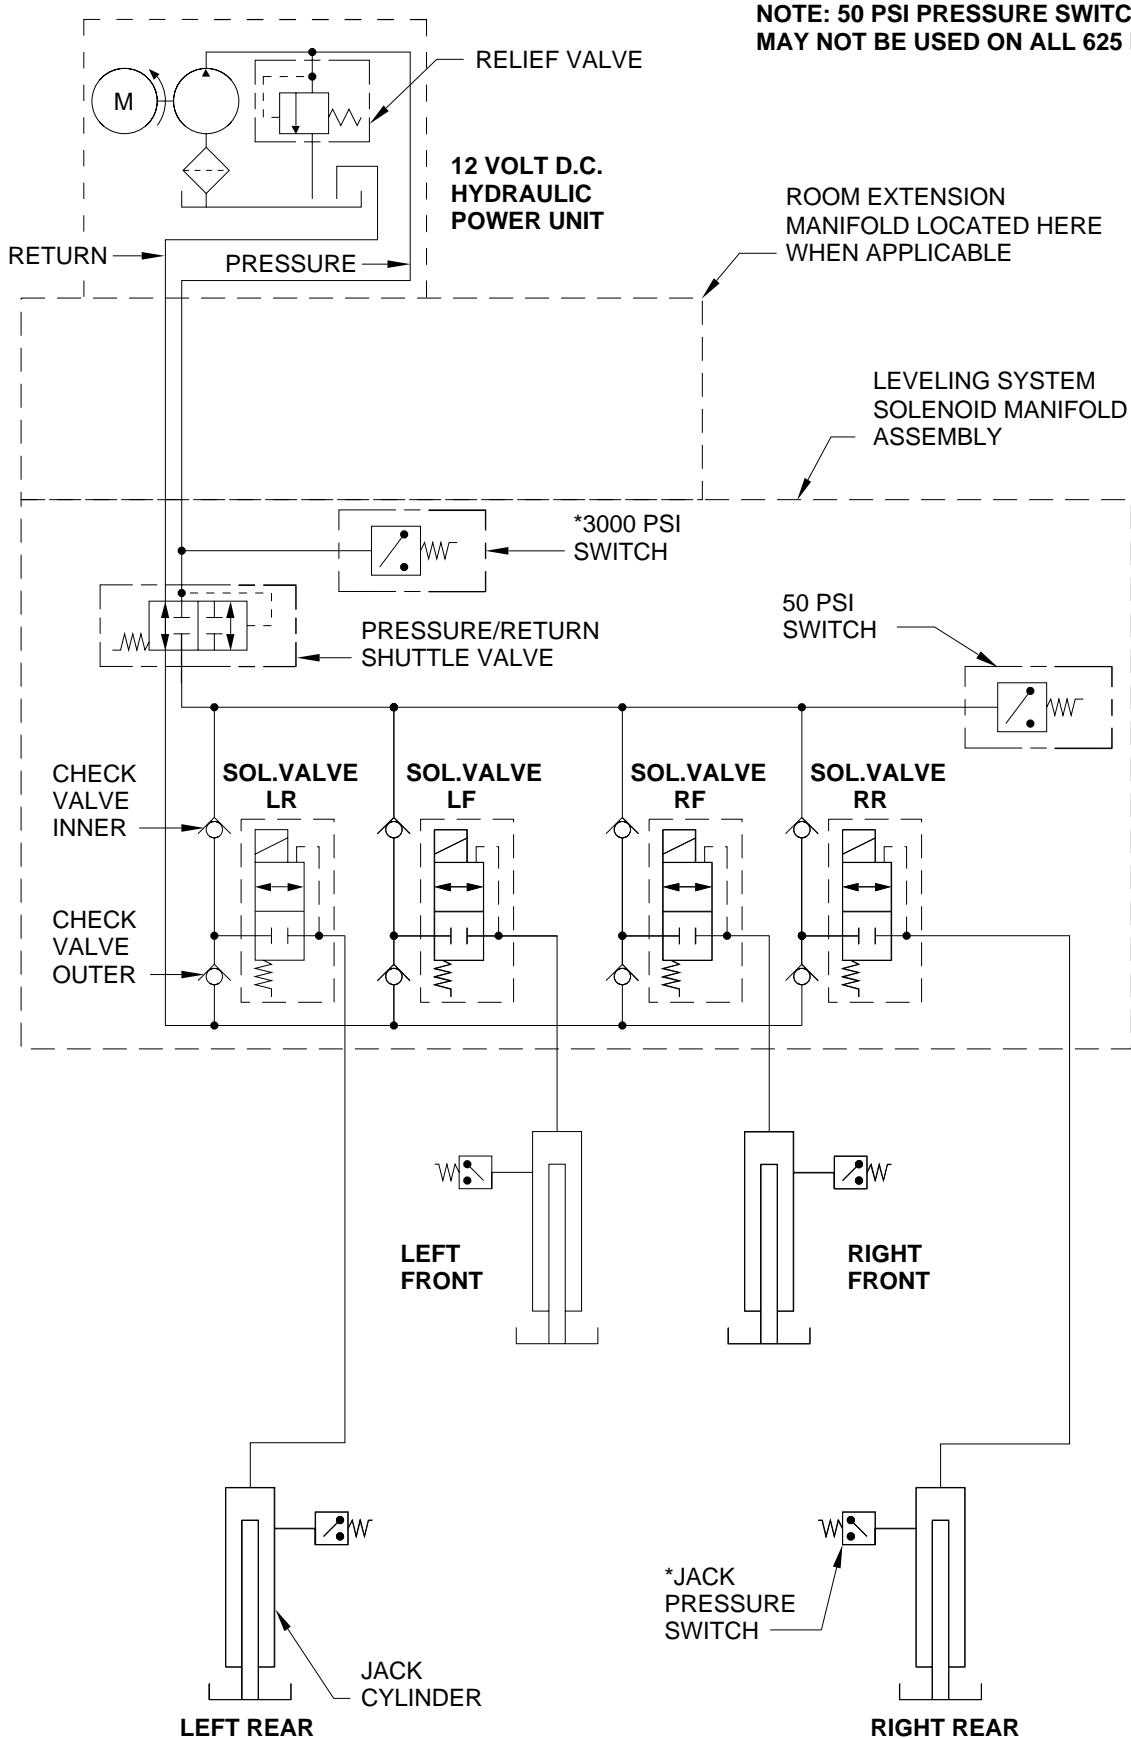 NOTE: 50 PSI PRESSURE
MAY NOT BE USED ON ALL 625
RELIEF VALVE
M
12 VOLT D.C.
HYDRAULIC
POWER UNIT
ROOM EXTENSION
MANIFOLD LOCATED HERE
WHEN APPLICABLE
RETURN
PRESSURE
LEVELING SYSTEM
SOLENOID MANIFOLD
ASSEMBLY
*3000 PSI
SWITCH
50 PSI
SWITCH
PRESSURE/RETURN
SHUTTLE VALVE
CHECK
VALVE
INNER
SOL.VALVE
LR
SOL.VALVE
LF
SOL.VALVE
RF
SOL.VALVE
RR
CHECK
VALVE
OUTER
LEFT
FRONT
RIGHT
FRONT
*JACK
PRESSURE
SWITCH
JACK
CYLINDER
LEFT REAR
RIGHT REAR